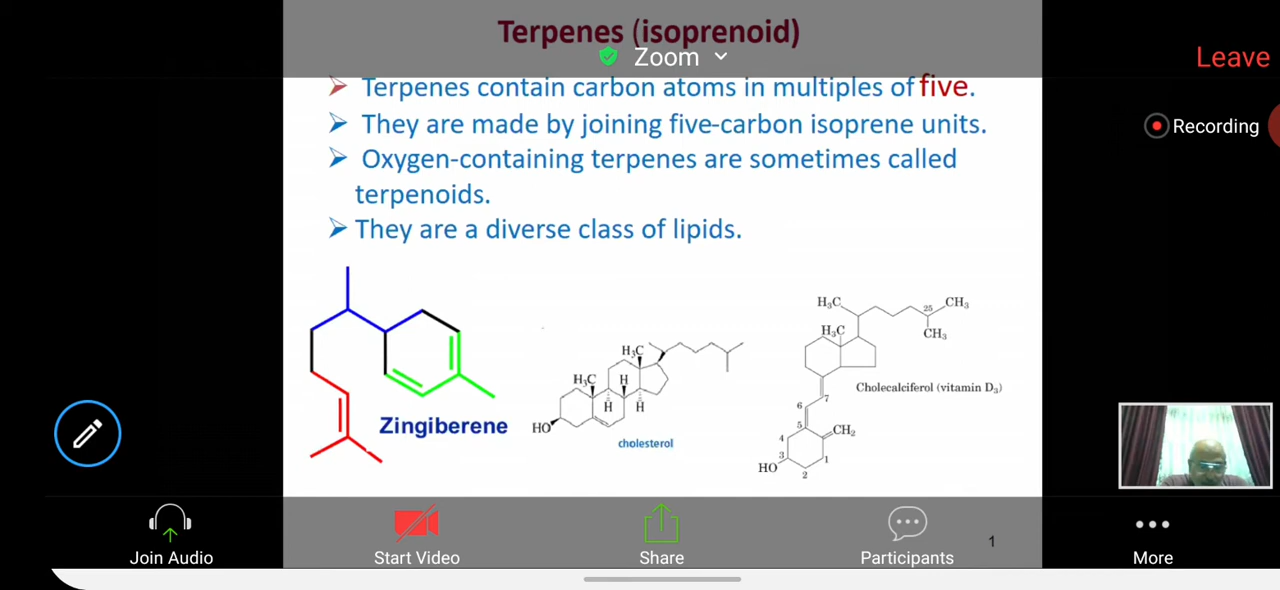 Terpenes (isoprenoid)
Zoom
Leave
Terpenes contain carbon atoms in multiples of five.
They are made by joining five-carbon isoprene units.
Recording
Oxygen-containing terpenes are sometimes called
terpenoids.
They are a diverse class of lipids.
Zingiberene
H₃C
H₃C
H
H
H
HO
cholesterol
H₃C
25
CH₃
CH₃
H₃C
Cholecalciferol (vitamin D₃)
7
6
5
CH₂
4
3
1
HO
2
Join Audio
Start Video
Share
Participants
1
More